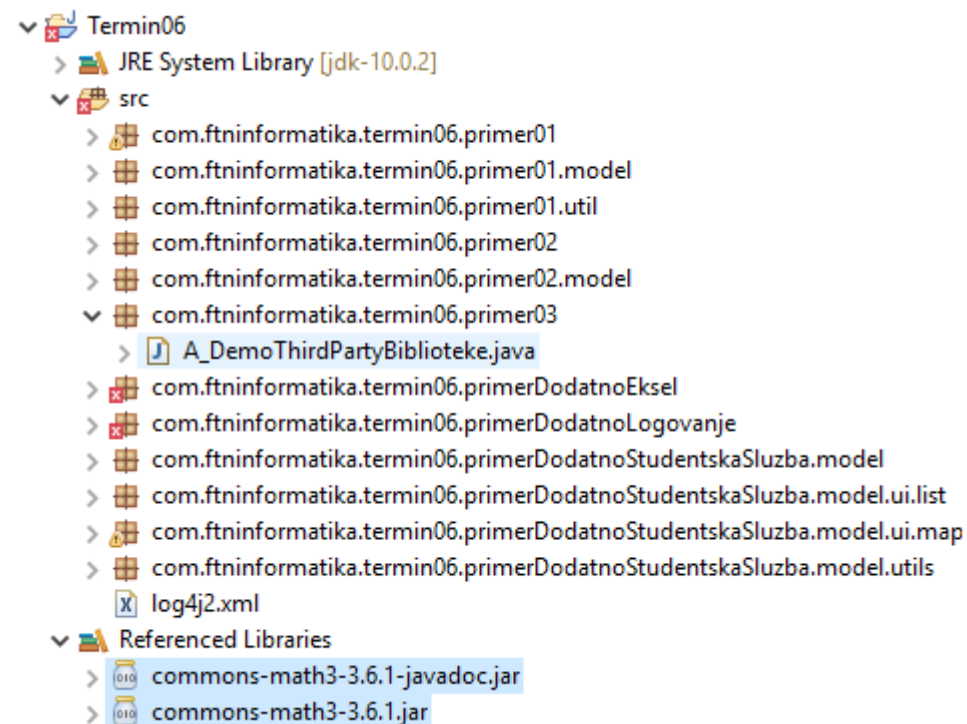 Termin06
JRE System Library [jdk-10.0.2]
src
com.ftninformatika.termin06.primer01
com.ftninformatika.termin06.primer01.model
com.ftninformatika.termin06.primer01.util
com.ftninformatika.termin06.primer02
com.ftninformatika.termin06.primer02.model
com.ftninformatika.termin06.primer03
A_DemoThirdPartyBiblioteke.java
com.ftninformatika.termin06.primerDodatnoEksel
com.ftninformatika.termin06.primerDodatnoLogovanje
com.ftninformatika.termin06.primerDodatnoStudentskaSluzba.model
com.ftninformatika.termin06.primerDodatnoStudentskaSluzba.model.ui.list
com.ftninformatika.termin06.primerDodatnoStudentskaSluzba.model.ui.map
com.ftninformatika.termin06.primerDodatnoStudentskaSluzba.model.utils
log4j2.xml
Referenced Libraries
commons-math3-3.6.1-javadoc.jar
commons-math3-3.6.1.jar